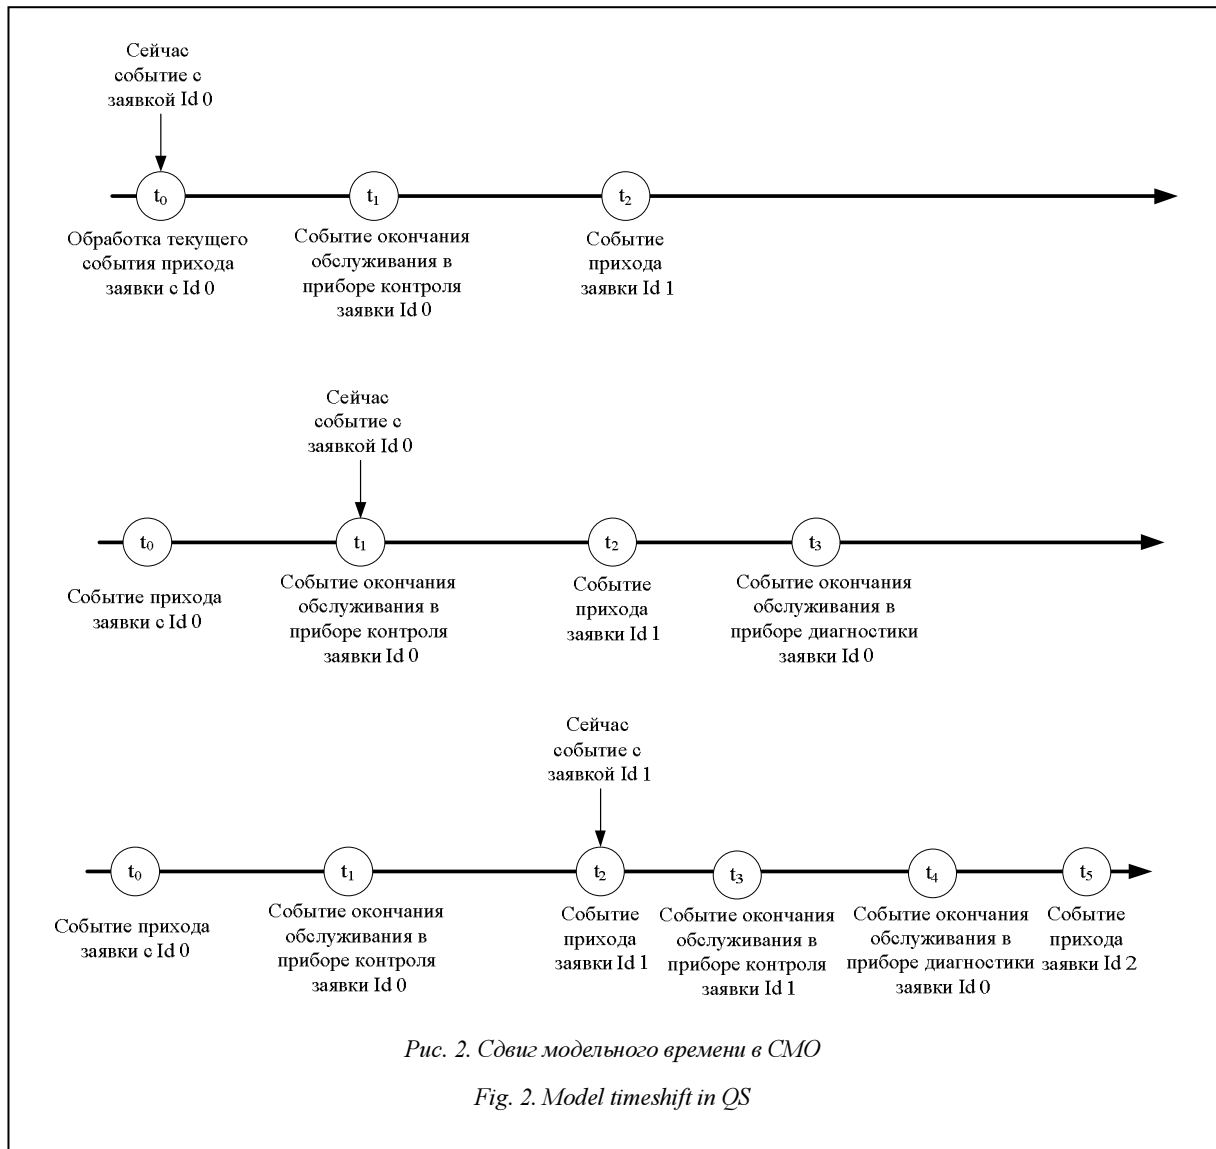 Сейчас
событие с
заявкой Id 0
t₀
t₁
t₂
Обработка текущего
события прихода
заявки с Id 0
Событие окончания
обслуживания в
приборе контроля
заявки Id 0
Событие
прихода
заявки Id 1
Сейчас
событие с
заявкой Id 0
t₀
t₁
t₂
t₃
Событие прихода
заявки с Id 0
Событие окончания
обслуживания в
приборе контроля
заявки Id 0
Событие
прихода
заявки Id 1
Событие окончания
обслуживания в
приборе диагностики
заявки Id 0
Сейчас
событие с
заявкой Id 1
t₀
t₁
t₂
t₃
t₄
t₅
Событие прихода
заявки с Id 0
Событие окончания
обслуживания в
приборе контроля
заявки Id 0
Событие
прихода
заявки Id 1
Событие окончания
обслуживания в
приборе контроля
заявки Id 1
Событие окончания
обслуживания в
приборе диагностики
заявки Id 0
Событие
прихода
заявки Id 2
Рис. 2. Сдвиг модельного времени в СМО
Fig. 2. Model timeshift in QS